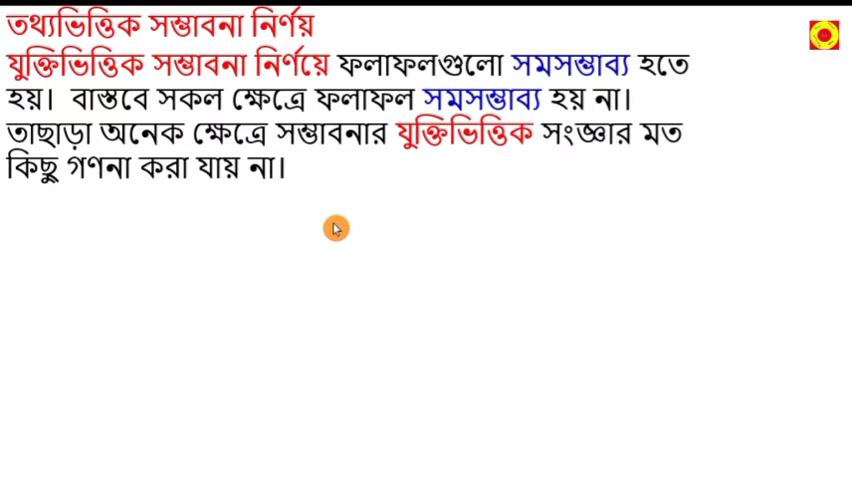 তথ্যভিত্তিক সম্ভাবনা নির্ণয়
যুক্তিভিত্তিক সম্ভাবনা নির্ণয়ে ফলাফলগুলো সমসম্ভাব্য হতে
হয়। বাস্তবে সকল ক্ষেত্রে ফলাফল সমসম্ভাব্য হয় না।
তাছাড়া অনেক ক্ষেত্রে সম্ভাবনার যুক্তিভিত্তিক সংজ্ঞার মত
কিছু গণনা করা যায় না।